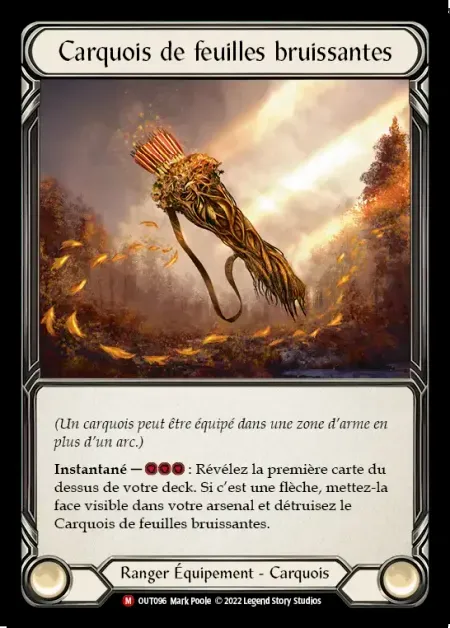 Carquois de feuilles bruissantes
(Un carquois peut être équipé dans une zone d'arme en
plus d'un arc.)
Instantané — : Révélez la première carte du
dessus de votre deck. Si c'est une flèche, mettez-la
face visible dans votre arsenal et détruisez le
Carquois de feuilles bruissantes.
Ranger Équipement - Carquois
M OUT096 Mark Poole © 2022 Legend Story Studios